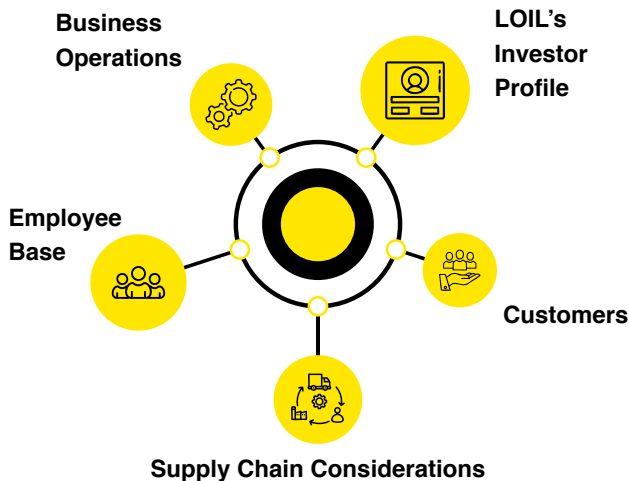 Business
Operations
LOIL's
Investor
Profile
Employee
Base
Customers
Supply Chain Considerations